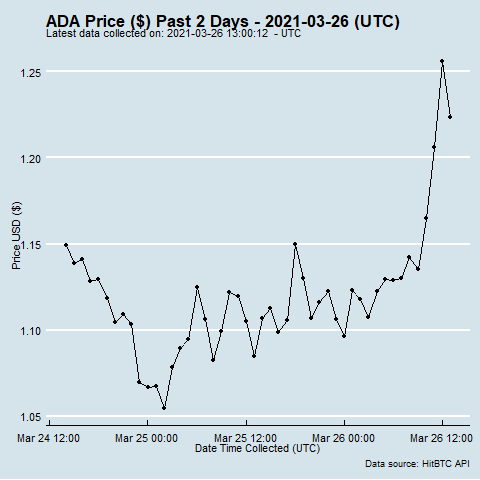 ADA Price ($) Past 2 Days - 2021-03-26 (UTC)
Latest data collected on: 2021-03-26 13:00:12 - UTC
1.25
1.20
1.15
1.10
1.05
Price USD ($)
Mar 24 12:00 Mar 25 00:00 Mar 25 12:00 Mar 26 00:00 Mar 26 12:00
Date Time Collected (UTC)
Data source: HitBTC API